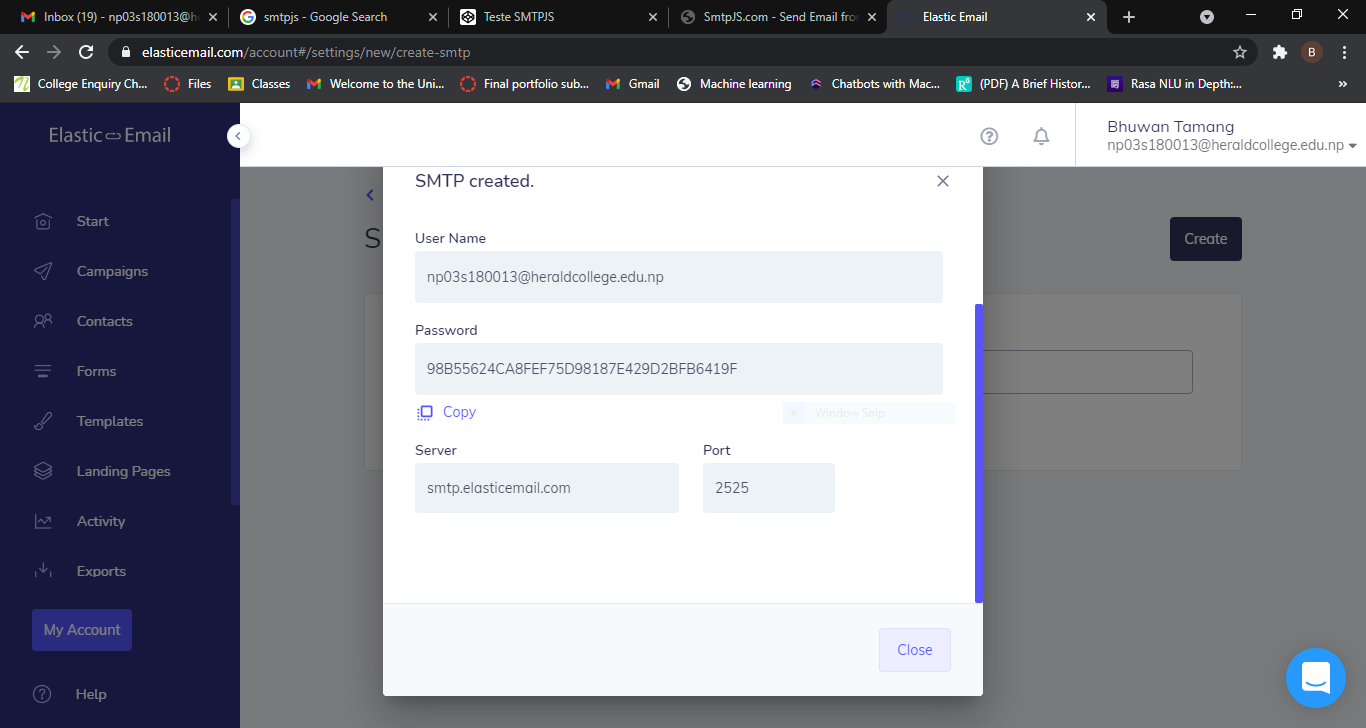 Inbox (19) - np03s180013@h
smtpjs - Google Search
Teste SMTPJS
SmtpJS.com - Send Email fro
Elastic Email
elasticemail.com/account#/settings/new/create-smtp
B
College Enquiry Ch...
Files
Classes
Welcome to the Uni...
Final portfolio sub...
Gmail
Machine learning
Chatbots with Mac...
(PDF) A Brief Histor...
Rasa NLU in Depth:...
»
Elastic Email
Bhuwan Tamang
np03s180013@heraldcollege.edu.np
Start
Campaigns
Contacts
Forms
Templates
Landing Pages
Activity
Exports
My Account
Help
S
Create
SMTP created.
User Name
np03s180013@heraldcollege.edu.np
Password
98B55624CA8FEF75D98187E429D2BFB6419F
Copy
Window Snip
Server
Port
smtp.elasticemail.com
2525
Close